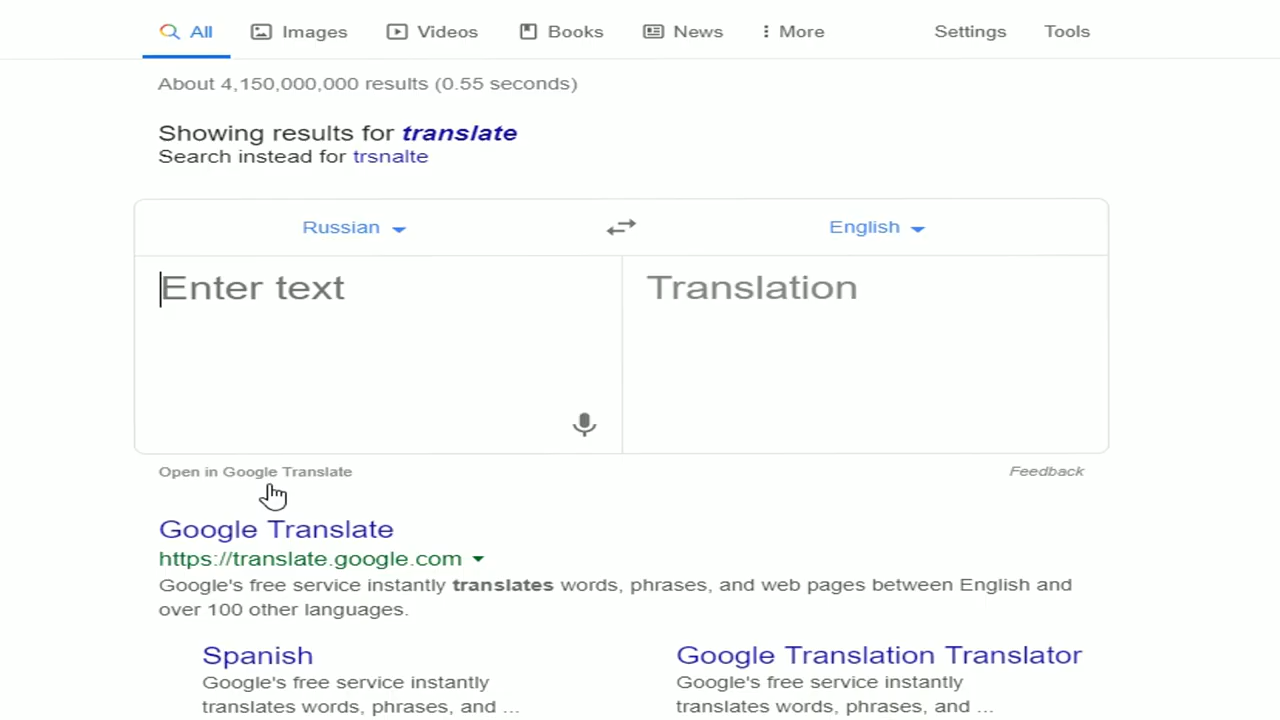 All Images Videos Books News More Settings Tools
About 4,150,000,000 results (0.55 seconds)
Showing results for translate
Search instead for trsnalte
Russian English
Enter text Translation
Open in Google Translate Feedback
Google Translate
https://translate.google.com
Google's free service instantly translates words, phrases, and web pages between English and
over 100 other languages.
Spanish Google Translation Translator
Google's free service instantly Google's free service instantly
translates words, phrases, and ... translates words, phrases, and ...